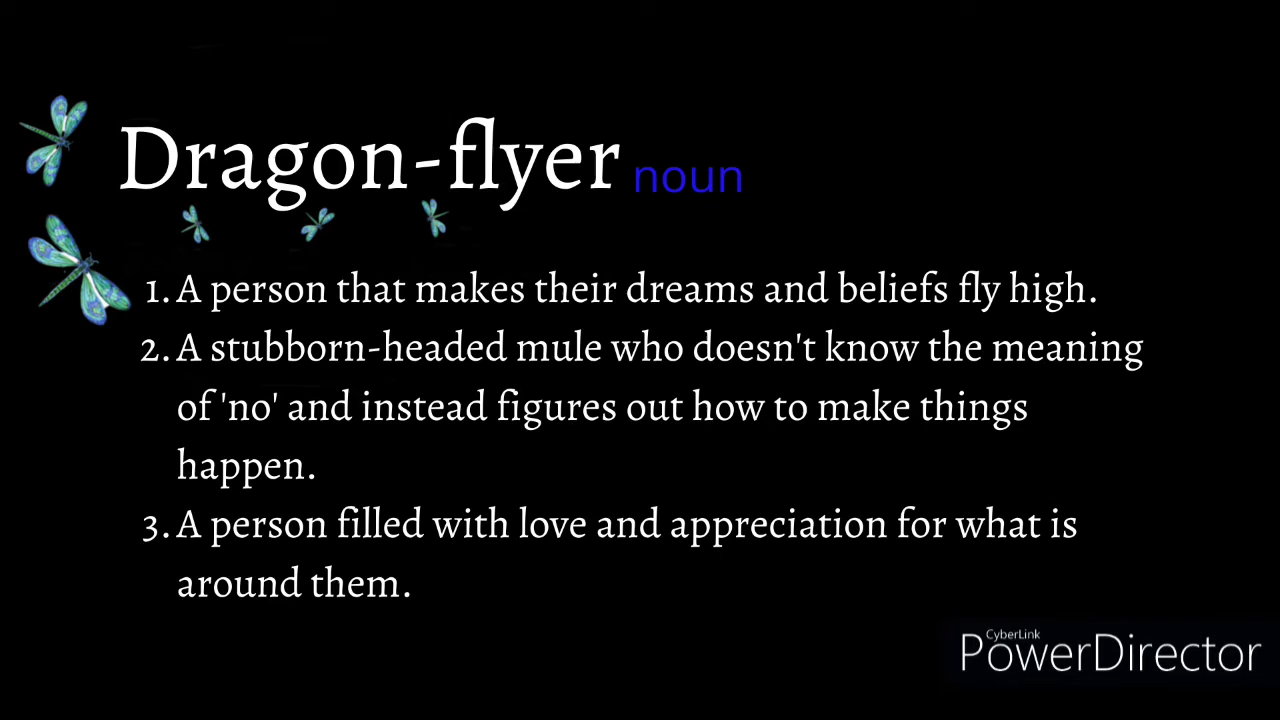 Dragon-flyer noun
1. A person that makes their dreams and beliefs fly high.
2. A stubborn-headed mule who doesn't know the meaning
of 'no' and instead figures out how to make things
happen.
3. A person filled with love and appreciation for what is
around them.
CyberLink
PowerDirector